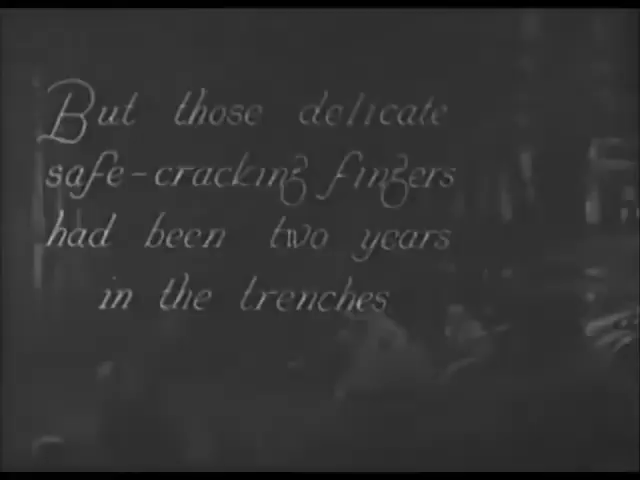 But those delicate
safe-cracking fingers
had been two years
in the trenches